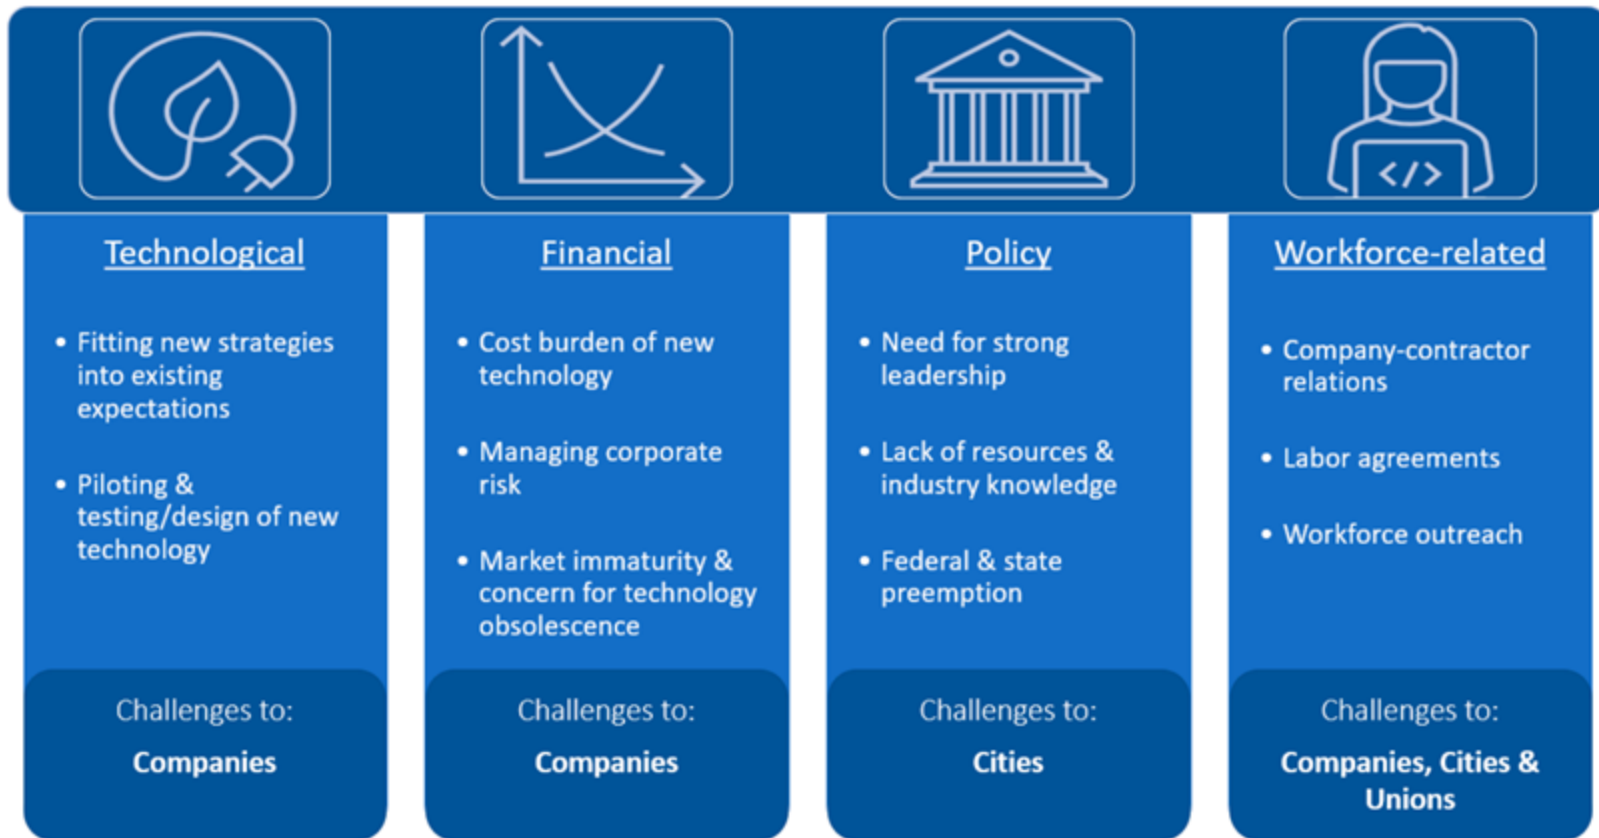 </>
Technological
• Fitting new strategies
into existing
expectations
• Piloting &
testing/design of new
technology
Challenges to:
Companies
Financial
• Cost burden of new
technology
• Managing corporate
risk
• Market immaturity &
concern for technology
obsolescence
Challenges to:
Companies
Policy
• Need for strong
leadership
• Lack of resources &
industry knowledge
• Federal & state
preemption
Challenges to:
Cities
Workforce-related
• Company-contractor
relations
• Labor agreements
• Workforce outreach
Challenges to:
Companies, Cities &
Unions